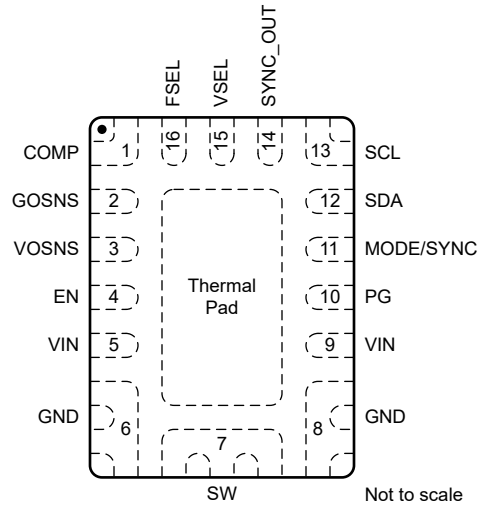 FSEL
VSEL
SYNC_OUT
16
15
14
COMP 1 13 SCL
GOSNS 2 12 SDA
VOSNS 3 11 MODE/SYNC
EN 4 10 PG
VIN 5 9 VIN
GND 6 8 GND
Thermal
Pad
7
SW
Not to scale